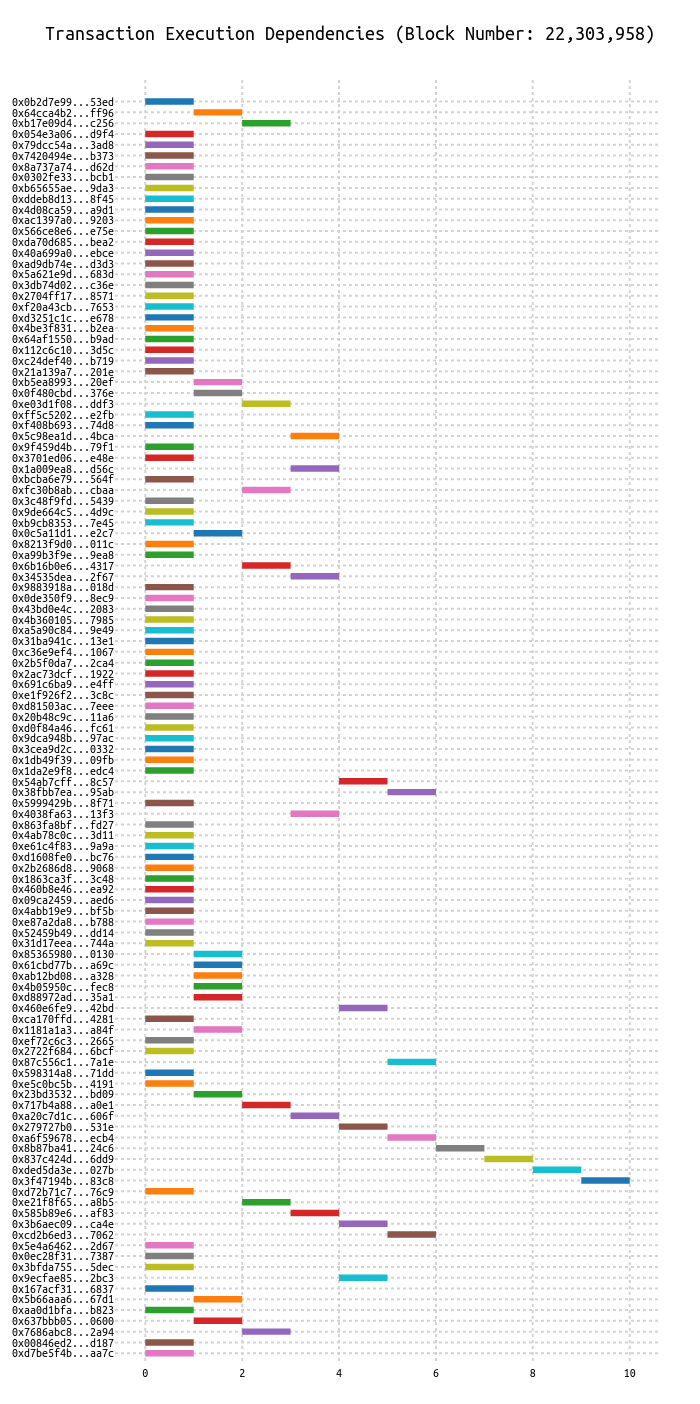 Transaction Execution Dependencies (Block Number: 22,303,958)
0x0b2d7e99...53ed
0x64cca4b2...ff96
0xb17e09d4...c256
0x054e3a06...d9f4
0x79dcc54a...3ad8
0x7420494e...b373
0x8a737a74...d62d
0x0302fe33...bcb1
0xb65655ae...9da3
0xddeb8d13...8f45
0x4d08ca59...a9d1
0xac1397a0...9203
0x566ce8e6...e75e
0xda70d685...bea2
0x40a699a0...ebce
0xad9db74e...d3d3
0x5a621e9d...683d
0x3db74d02...c36e
0x2704ff17...8571
0xf20a43cb...7653
0xd3251c1c...e678
0x4be3f831...b2ea
0x64af1550...b9ad
0x112c6c10...3d5c
0xc24def40...b719
0x21a139a7...201e
0xb5ea8993...20ef
0x0f480cbd...376e
0xe03d1f08...ddf3
0xff5c5202...e2fb
0xf408b693...74d8
0x5c98ea1d...4bca
0x9f459d4b...79f1
0x3701ed06...e48e
0x1a009ea8...d56c
0xbcba6e79...564f
0xfc30b8ab...cbaa
0x3c48f9fd...5439
0x9de664c5...4d9c
0xb9cb8353...7e45
0x0c5a11d1...e2c7
0x8213f9d0...011c
0xa99b3f9e...9ea8
0x6b16b0e6...4317
0x34535dea...2f67
0x9883918a...018d
0x0de350f9...8ec9
0x43bd0e4c...2083
0x4b360105...7985
0xa5a90c84...9e49
0x31ba941c...13e1
0xc36e9ef4...1067
0x2b5f0da7...2ca4
0x2ac73dcf...1922
0x691c6ba9...e4ff
0xe1f926f2...3c8c
0xd81503ac...7eee
0x20b48c9c...11a6
0xd0f84a46...fc61
0x9dca948b...97ac
0x3cea9d2c...0332
0x1db49f39...09fb
0x1da2e9f8...edc4
0x54ab7cff...8c57
0x38fbb7ea...95ab
0x5999429b...8f71
0x4038fa63...13f3
0x863fa8bf...fd27
0x4ab78c0c...3d11
0xe61c4f83...9a9a
0xd1608fe0...bc76
0x2b2686d8...9068
0x1863ca3f...3c48
0x460b8e46...ea92
0x09ca2459...aed6
0x4abb19e9...bf5b
0xe87a2da8...b788
0x52459b49...dd14
0x31d17eea...744a
0x85365980...0130
0x61cbd77b...a69c
0xab12bd08...a328
0x4b05950c...fec8
0xd88972ad...35a1
0x460e6fe9...42bd
0xca170ffd...4281
0x1181a1a3...a84f
0xef72c6c3...2665
0x2722f684...6bcf
0x87c556c1...7a1e
0x598314a8...71dd
0xe5c0bc5b...4191
0x23bd3532...bd09
0x717b4a88...a0e1
0xa20c7d1c...606f
0x279727b0...531e
0xa6f59678...ecb4
0x8b87ba41...24c6
0x837c424d...6dd9
0xded5da3e...027b
0x3f47194b...83c8
0xd72b71c7...76c9
0xe21f8f65...a8b5
0x585b89e6...af83
0x3b6aec09...ca4e
0xcd2b6ed3...7062
0x5e4a6462...2d67
0x0ec28f31...7387
0x3bfda755...5dec
0x9ecfae85...2bc3
0x167acf31...6837
0x5b66aaa6...67d1
0xaa0d1bfa...b823
0x637bbb05...0600
0x7686abc8...2a94
0x00846ed2...d187
0xd7be5f4b...aa7c
0 2 4 6 8 10